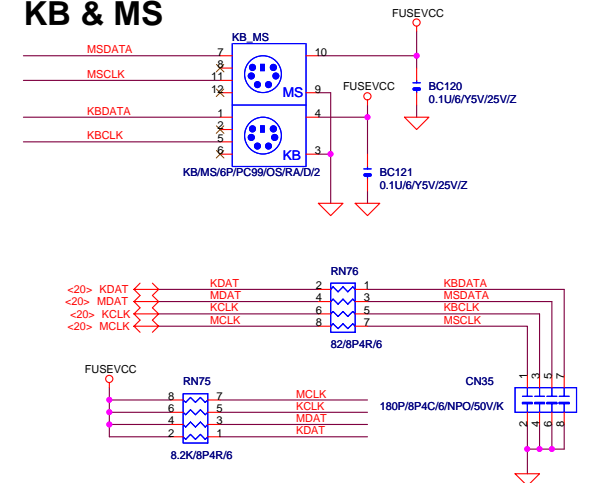 KB & MS
FUSEVCC
KB_MS
MSDATA 7 10
8
MSCLK 11
12 MS 9
FUSEVCC
BC120
0.1U/6/Y5V/25V/Z
KBDATA 1 4
2
KBCLK 5
6 KB 3
KB/MS/6P/PC99/OS/RA/D/2
BC121
0.1U/6/Y5V/25V/Z
RN76
<20> KDAT KDAT 2 1 KBDATA
<20> MDAT MDAT 4 3 MSDATA
<20> KCLK KCLK 6 5 KBCLK
<20> MCLK MCLK 8 7 MSCLK
82/8P4R/6
FUSEVCC
RN75
8 7 MCLK
6 5 KCLK
4 3 MDAT
2 1 KDAT
8.2K/8P4R/6
CN35
1 3 5 7
180P/8P4C/6/NPO/50V/K
2 4 6 8